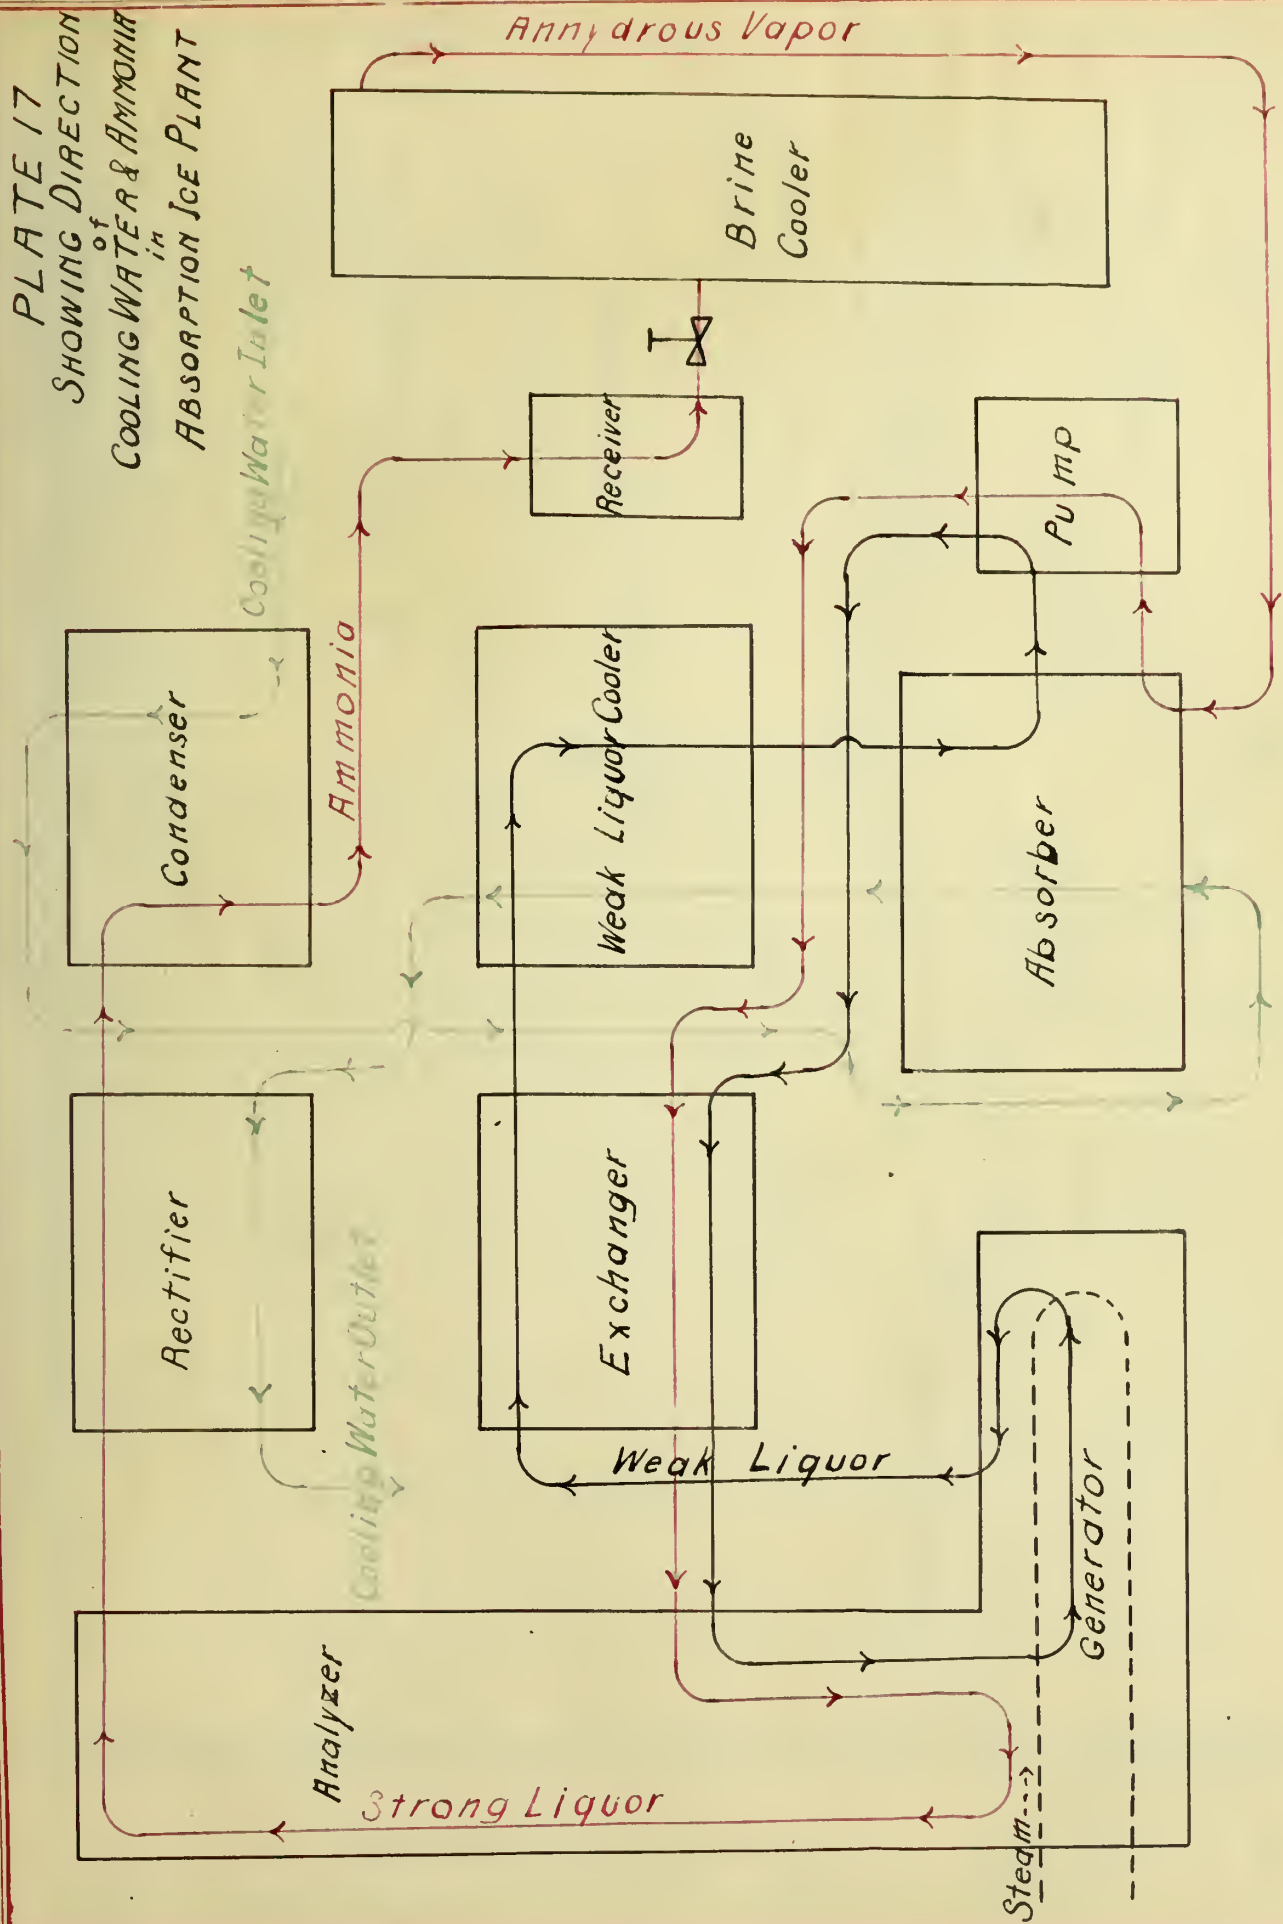 PLATE 17
SHOWING DIRECTION
of
COOLING WATER & AMMONIA
in
ABSORPTION ICE PLANT
Cooling Water Inlet
Anhydrous Vapor
Brine
Cooler
Receiver
Pump
Condenser
Ammonia
Weak Liquor Cooler
Absorber
Rectifier
Cooling Water Outlet
Exchanger
Weak Liquor
Generator
Analyzer
Strong Liquor
Steam